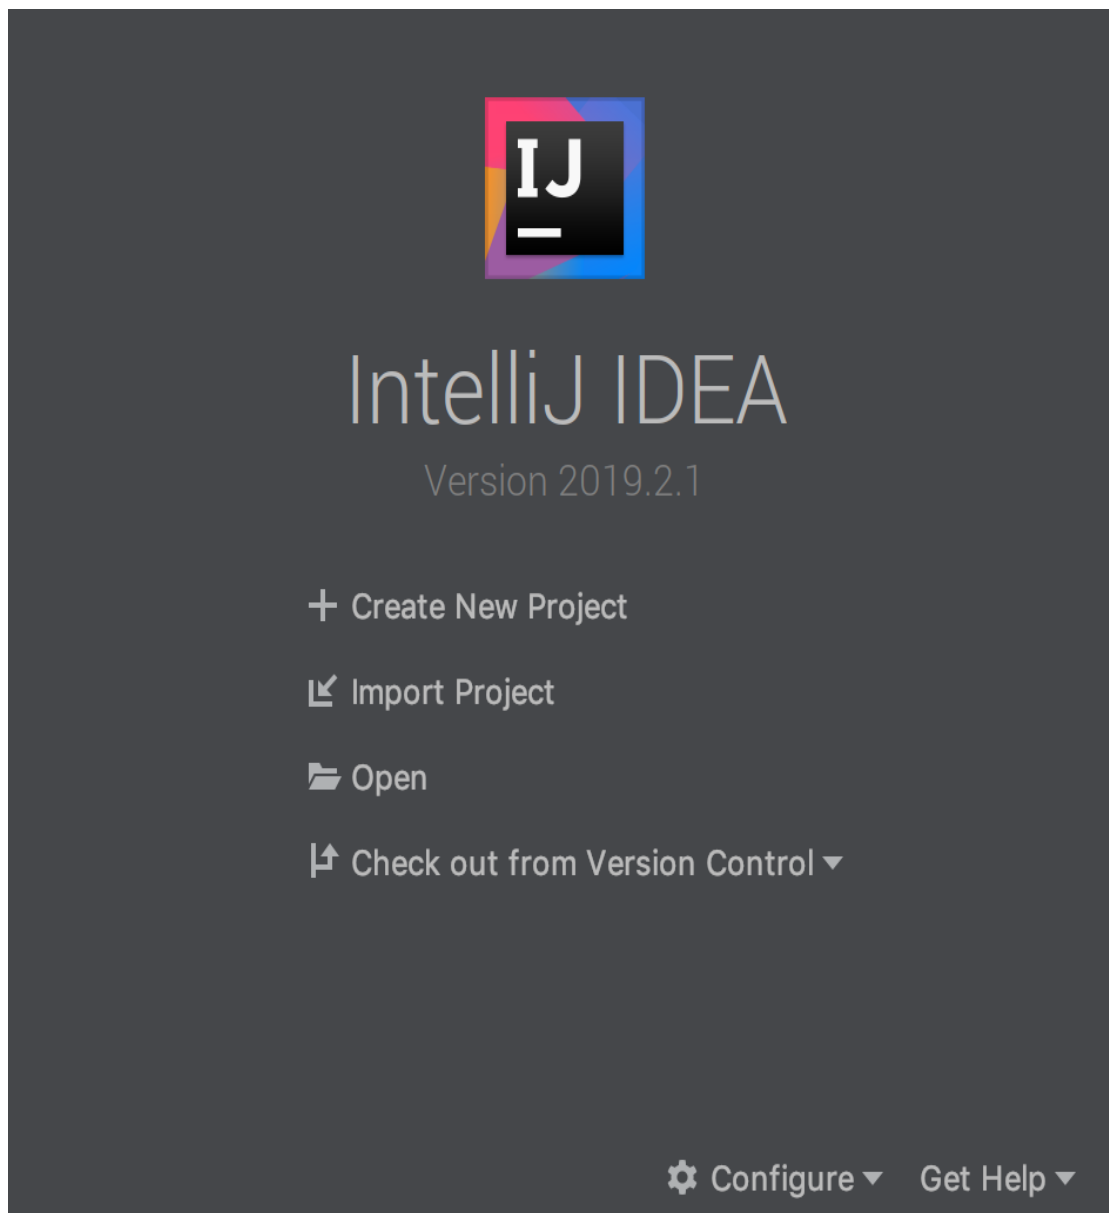 IJ
IntelliJ IDEA
Version 2019.2.1
Create New Project
Import Project
Open
Check out from Version Control
Configure Get Help